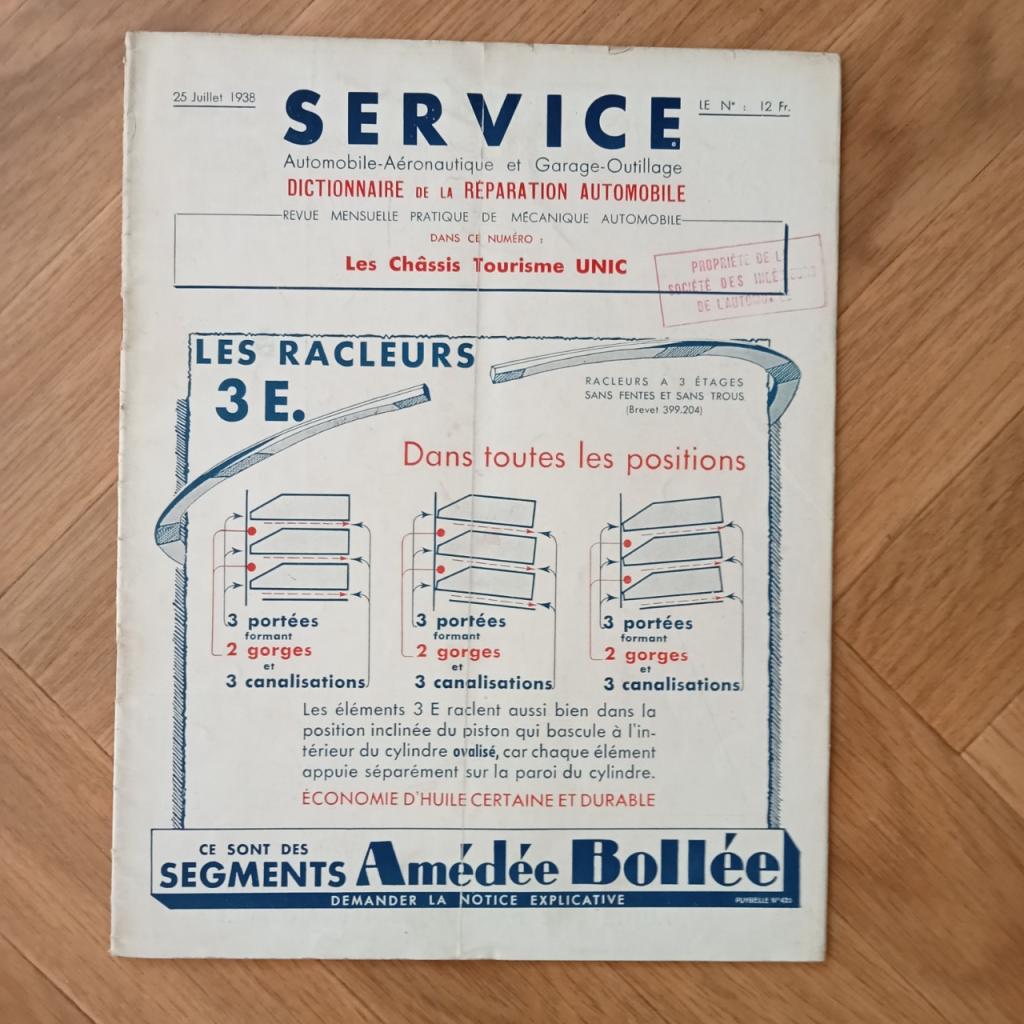 25 Juillet 1938
SERVICE
LE N° : 12 Fr.
Automobile-Aéronautique et Garage-Outillage
DICTIONNAIRE DE LA RÉPARATION AUTOMOBILE
REVUE MENSUELLE PRATIQUE DE MÉCANIQUE AUTOMOBILE
DANS CE NUMÉRO :
Les Châssis Tourisme UNIC
PROPRIÉTÉ DE
SOCIÉTÉ DES
DE L'AUTOMO
LES RACLEURS
3 E.
RACLEURS A 3 ÉTAGES
SANS FENTES ET SANS TROUS
(Brevet 399.204)
Dans toutes les positions
3 portées
formant
2 gorges
et
3 canalisations
3 portées
formant
2 gorges
et
3 canalisations
3 portées
formant
2 gorges
et
3 canalisations
Les éléments 3 E raclent aussi bien dans la
position inclinée du piston qui bascule à l'in-
térieur du cylindre ovalisé, car chaque élément
appuie séparément sur la paroi du cylindre.
ÉCONOMIE D'HUILE CERTAINE ET DURABLE
CE SONT DES
SEGMENTS Amédée Bollée
DEMANDER LA NOTICE EXPLICATIVE